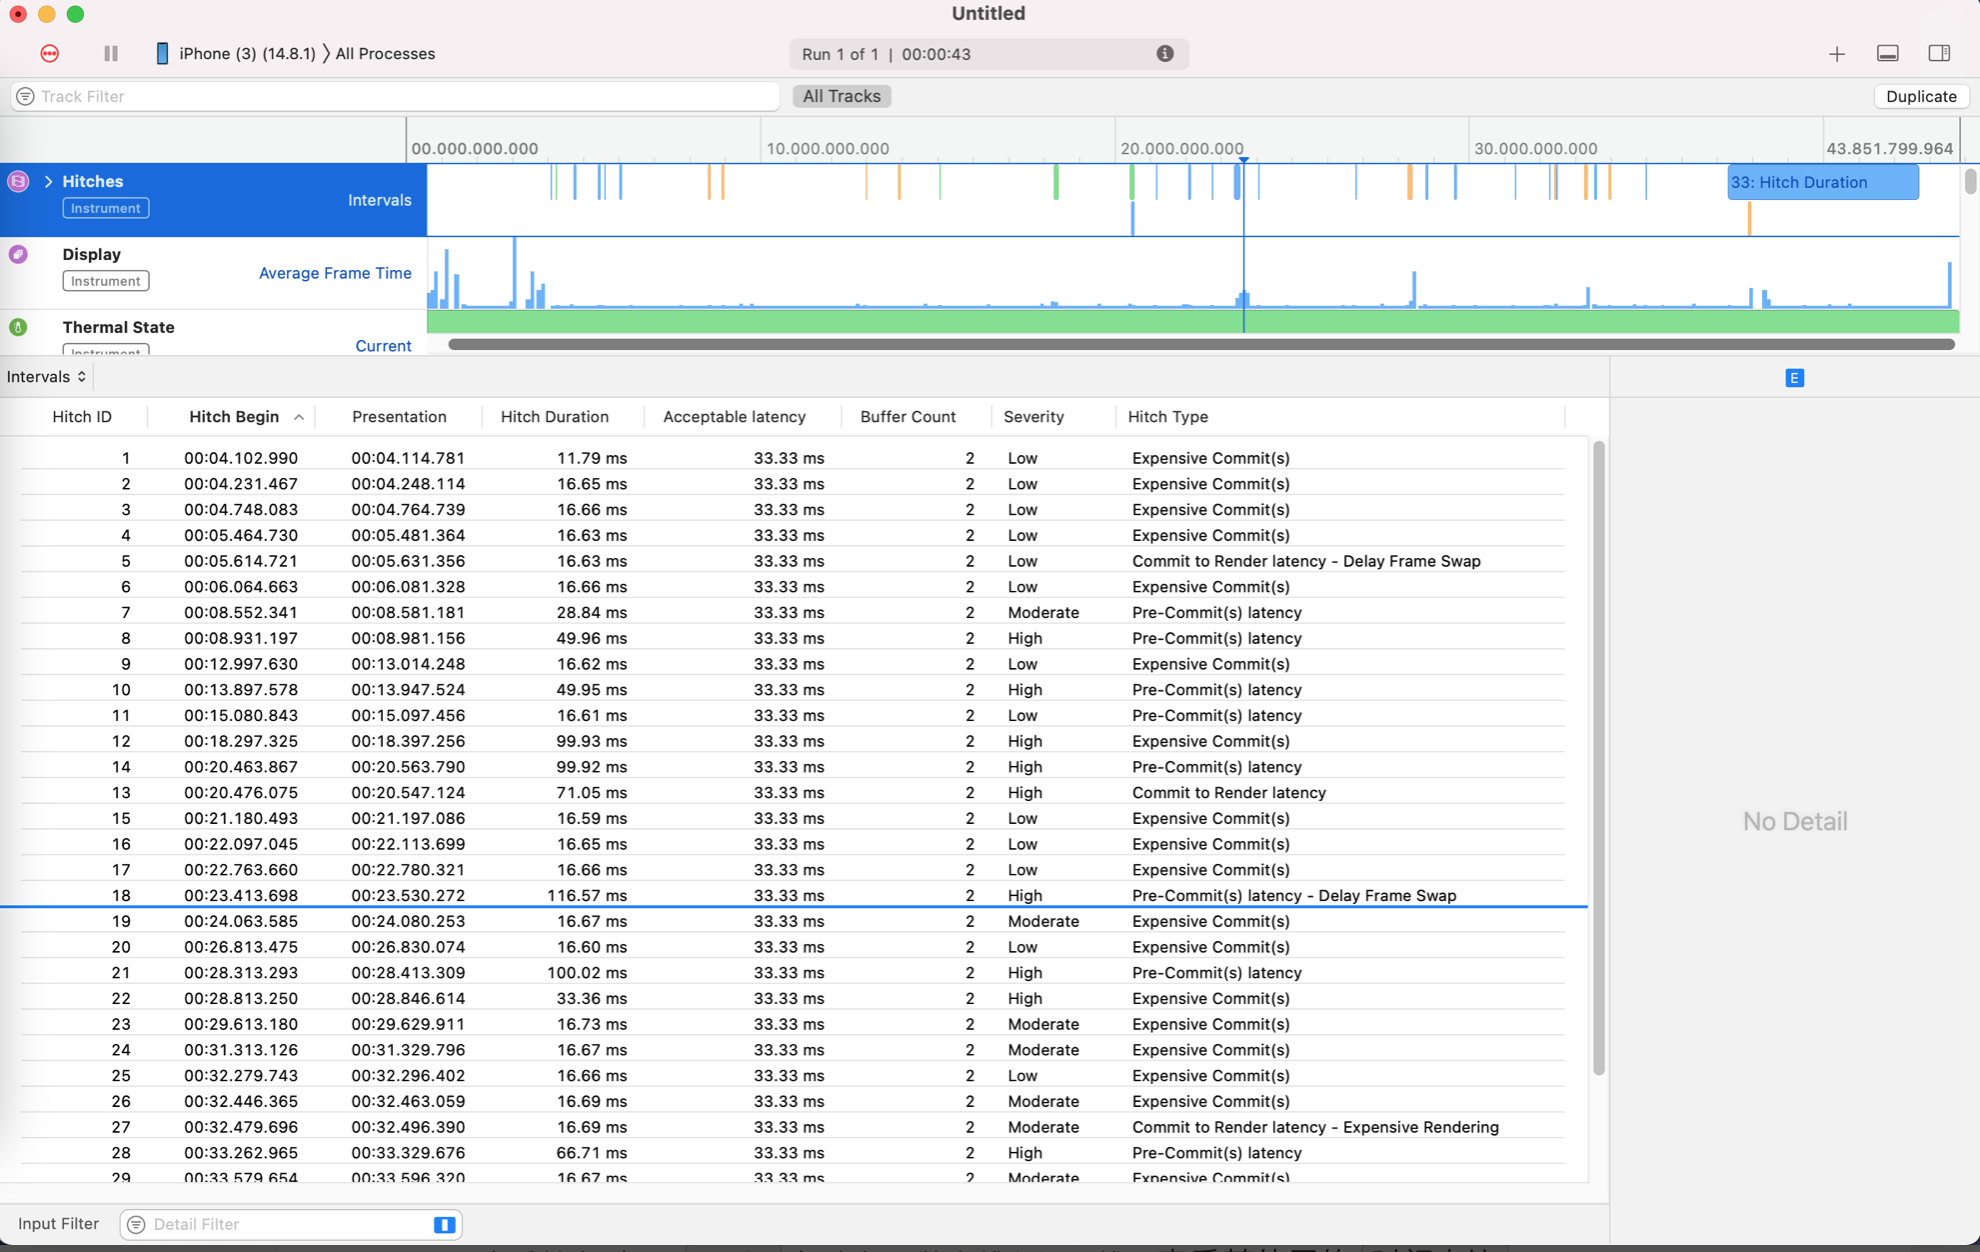 Untitled
iPhone (3) (14.8.1) 〉 All Processes
Run 1 of 1 | 00:00:43
Track Filter
All Tracks
Duplicate
00.000.000.000 10.000.000.000 20.000.000.000 30.000.000.000 43.851.799.964
Hitches
Instrument
Intervals
33: Hitch Duration
Display
Instrument
Average Frame Time
Thermal State
Instrument
Current
Intervals
E
Hitch ID Hitch Begin Presentation Hitch Duration Acceptable latency Buffer Count Severity Hitch Type
1 00:04.102.990 00:04.114.781 11.79 ms 33.33 ms 2 Low Expensive Commit(s)
2 00:04.231.467 00:04.248.114 16.65 ms 33.33 ms 2 Low Expensive Commit(s)
3 00:04.748.083 00:04.764.739 16.66 ms 33.33 ms 2 Low Expensive Commit(s)
4 00:05.464.730 00:05.481.364 16.63 ms 33.33 ms 2 Low Expensive Commit(s)
5 00:05.614.721 00:05.631.356 16.63 ms 33.33 ms 2 Low Commit to Render latency - Delay Frame Swap
6 00:06.064.663 00:06.081.328 16.66 ms 33.33 ms 2 Low Expensive Commit(s)
7 00:08.552.341 00:08.581.181 28.84 ms 33.33 ms 2 Moderate Pre-Commit(s) latency
8 00:08.931.197 00:08.981.156 49.96 ms 33.33 ms 2 High Pre-Commit(s) latency
9 00:12.997.630 00:13.014.248 16.62 ms 33.33 ms 2 Low Expensive Commit(s)
10 00:13.897.578 00:13.947.524 49.95 ms 33.33 ms 2 High Pre-Commit(s) latency
11 00:15.080.843 00:15.097.456 16.61 ms 33.33 ms 2 Low Pre-Commit(s) latency
12 00:18.297.325 00:18.397.256 99.93 ms 33.33 ms 2 High Expensive Commit(s)
14 00:20.463.867 00:20.563.790 99.92 ms 33.33 ms 2 High Pre-Commit(s) latency
13 00:20.476.075 00:20.547.124 71.05 ms 33.33 ms 2 High Commit to Render latency
15 00:21.180.493 00:21.197.086 16.59 ms 33.33 ms 2 Low Expensive Commit(s)
16 00:22.097.045 00:22.113.699 16.65 ms 33.33 ms 2 Low Expensive Commit(s)
17 00:22.763.660 00:22.780.321 16.66 ms 33.33 ms 2 Low Expensive Commit(s)
18 00:23.413.698 00:23.530.272 116.57 ms 33.33 ms 2 High Pre-Commit(s) latency - Delay Frame Swap
19 00:24.063.585 00:24.080.253 16.67 ms 33.33 ms 2 Moderate Expensive Commit(s)
20 00:26.813.475 00:26.830.074 16.60 ms 33.33 ms 2 Low Expensive Commit(s)
21 00:28.313.293 00:28.413.309 100.02 ms 33.33 ms 2 High Pre-Commit(s) latency
22 00:28.813.250 00:28.846.614 33.36 ms 33.33 ms 2 High Expensive Commit(s)
23 00:29.613.180 00:29.629.911 16.73 ms 33.33 ms 2 Moderate Expensive Commit(s)
24 00:31.313.126 00:31.329.796 16.67 ms 33.33 ms 2 Moderate Expensive Commit(s)
25 00:32.279.743 00:32.296.402 16.66 ms 33.33 ms 2 Low Expensive Commit(s)
26 00:32.446.365 00:32.463.059 16.69 ms 33.33 ms 2 Moderate Expensive Commit(s)
27 00:32.479.696 00:32.496.390 16.69 ms 33.33 ms 2 Moderate Commit to Render latency - Expensive Rendering
28 00:33.262.965 00:33.329.676 66.71 ms 33.33 ms 2 High Pre-Commit(s) latency
29 00:33.579.654 00:33.596.320 16.67 ms 33.33 ms 2 Moderate Expensive Commit(s)
No Detail
Input Filter
Detail Filter